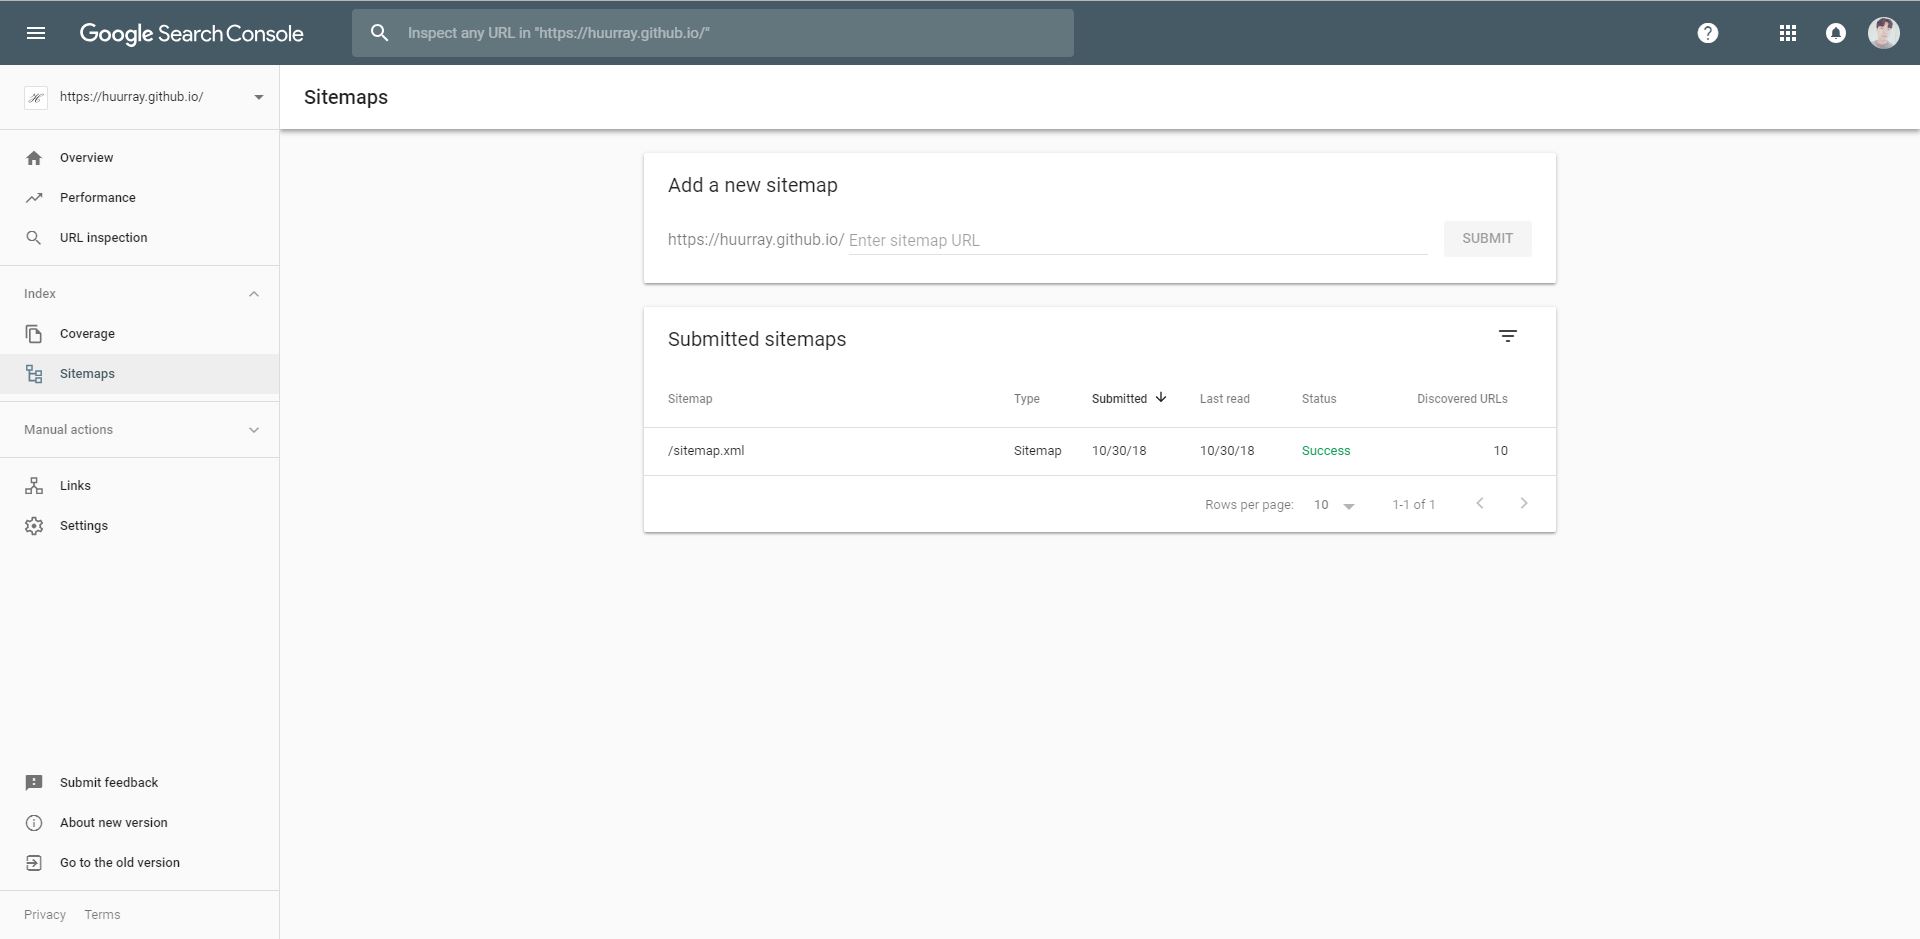 Google Search Console
Inspect any URL in "https://huurray.github.io/"
https://huurray.github.io/
Sitemaps
Overview
Performance
URL inspection
Index
Coverage
Sitemaps
Manual actions
Links
Settings
Submit feedback
About new version
Go to the old version
Privacy Terms
Add a new sitemap
https://huurray.github.io/ Enter sitemap URL SUBMIT
Submitted sitemaps
Sitemap Type Submitted Last read Status Discovered URLs
/sitemap.xml Sitemap 10/30/18 10/30/18 Success 10
Rows per page: 10 1-1 of 1